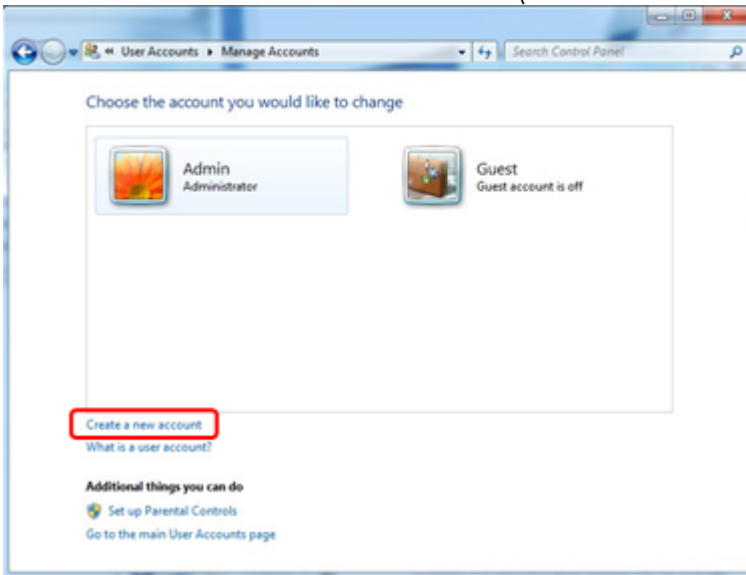 « User Accounts ▸ Manage Accounts
Search Control Panel
Choose the account you would like to change
Admin
Administrator
Guest
Guest account is off
Create a new account
What is a user account?
Additional things you can do
Set up Parental Controls
Go to the main User Accounts page